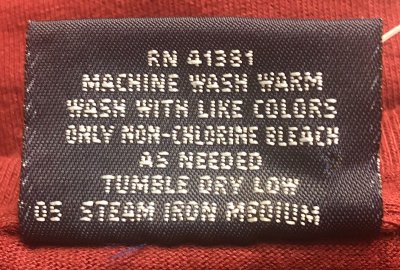 RN 41381
MACHINE WASH WARM
WASH WITH LIKE COLORS
ONLY NON-CHLORINE BLEACH
AS NEEDED
TUMBLE DRY LOW
05 STEAM IRON MEDIUM